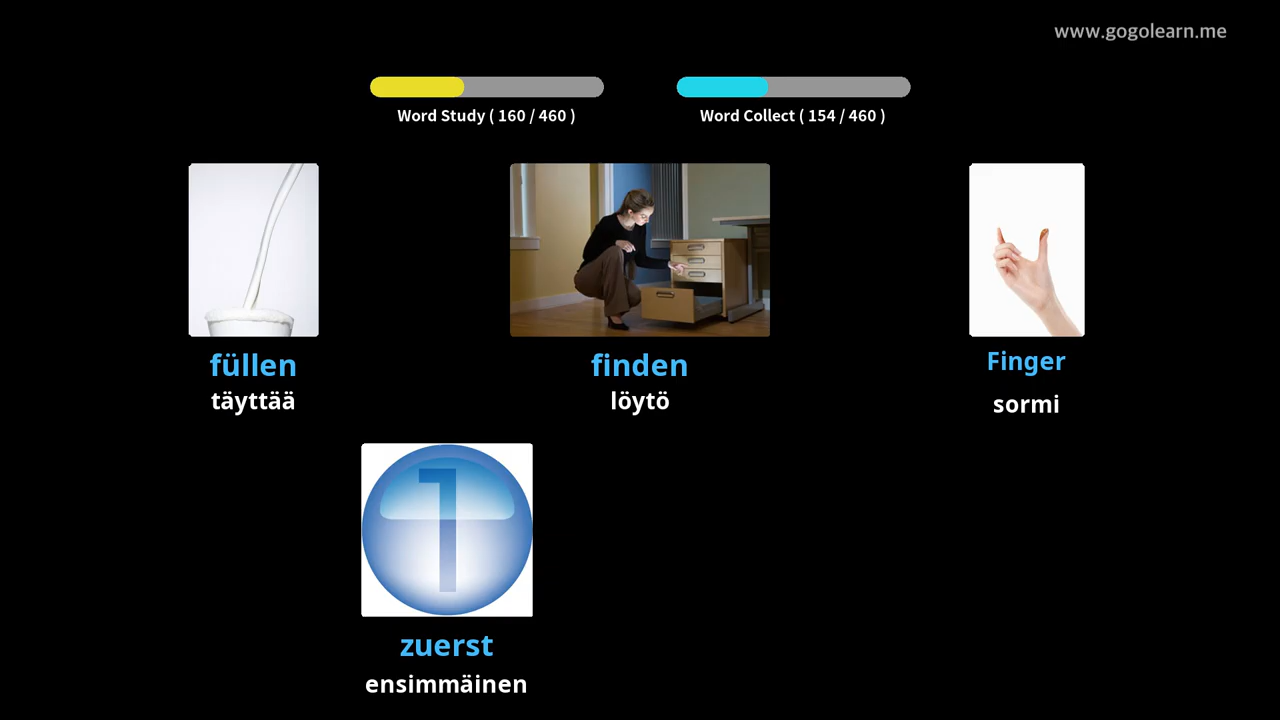 www.gogolearn.me
Word Study ( 160 / 460 )
Word Collect ( 154 / 460 )
füllen
täyttää
finden
löytö
Finger
sormi
1
zuerst
ensimmäinen